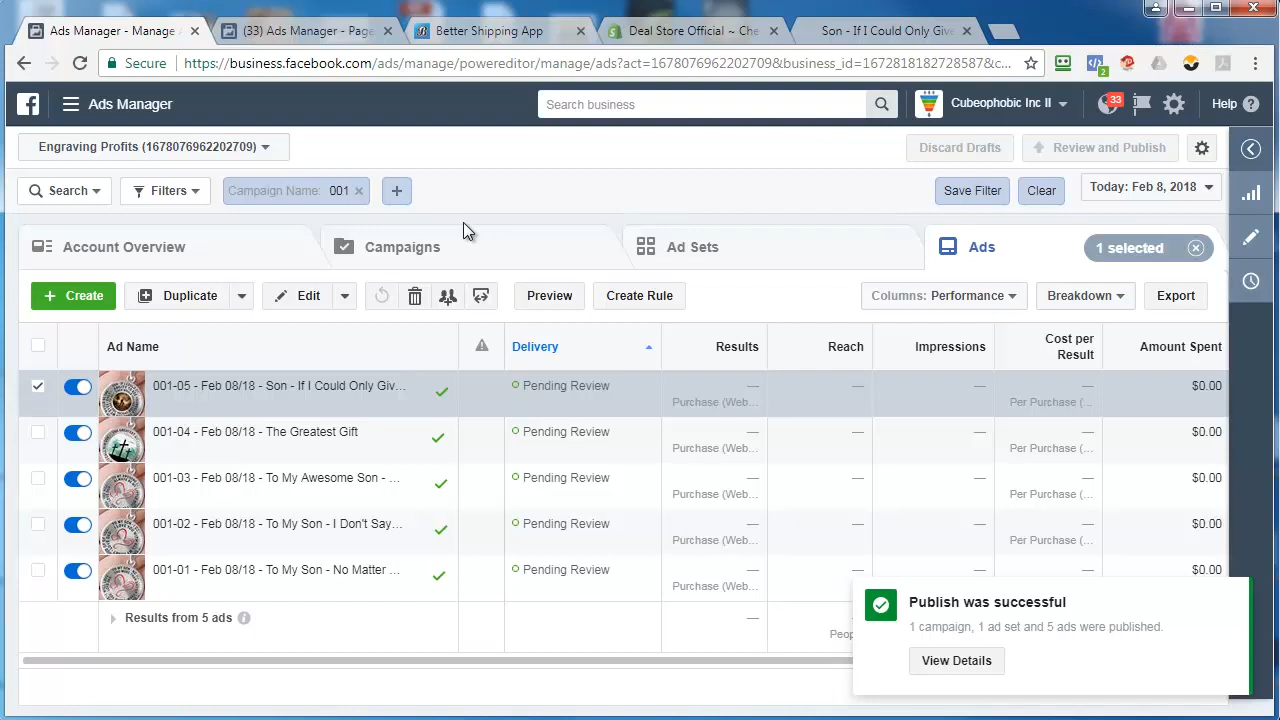 Ads Manager - Manage
(33) Ads Manager - Page
Better Shipping App
Deal Store Official ~ Che
Son - If I Could Only Give
Secure
https://business.facebook.com/ads/manage/powereditor/manage/ads?act=1678076962202709&business_id=167281818272858​7&c...
2
Ads Manager
Search business
Cubeophobic Inc II
33
Help
Engraving Profits (1678076962202709)
Discard Drafts
Review and Publish
Search
Filters
Campaign Name: 001
Save Filter
Clear
Today: Feb 8, 2018
Account Overview
Campaigns
Ad Sets
Ads
1 selected
+ Create
Duplicate
Edit
Preview
Create Rule
Columns: Performance
Breakdown
Export
Ad Name
Delivery
Results
Reach
Impressions
Cost per
Result
Amount Spent
001-05 - Feb 08/18 - Son - If I Could Only Giv...
Pending Review
—
—
—
—
$0.00
Purchase (Web...
Per Purchase (...
001-04 - Feb 08/18 - The Greatest Gift
Pending Review
—
—
—
—
$0.00
Purchase (Web...
Per Purchase (...
001-03 - Feb 08/18 - To My Awesome Son - ...
Pending Review
—
—
—
—
$0.00
Purchase (Web...
Per Purchase (...
001-02 - Feb 08/18 - To My Son - I Don't Say...
Pending Review
—
—
—
—
$0.00
Purchase (Web...
Per Purchase (...
001-01 - Feb 08/18 - To My Son - No Matter ...
Pending Review
—
—
—
—
$0.00
Purchase (Web...
Results from 5 ads
—
Peop
Publish was successful
1 campaign, 1 ad set and 5 ads were published.
View Details